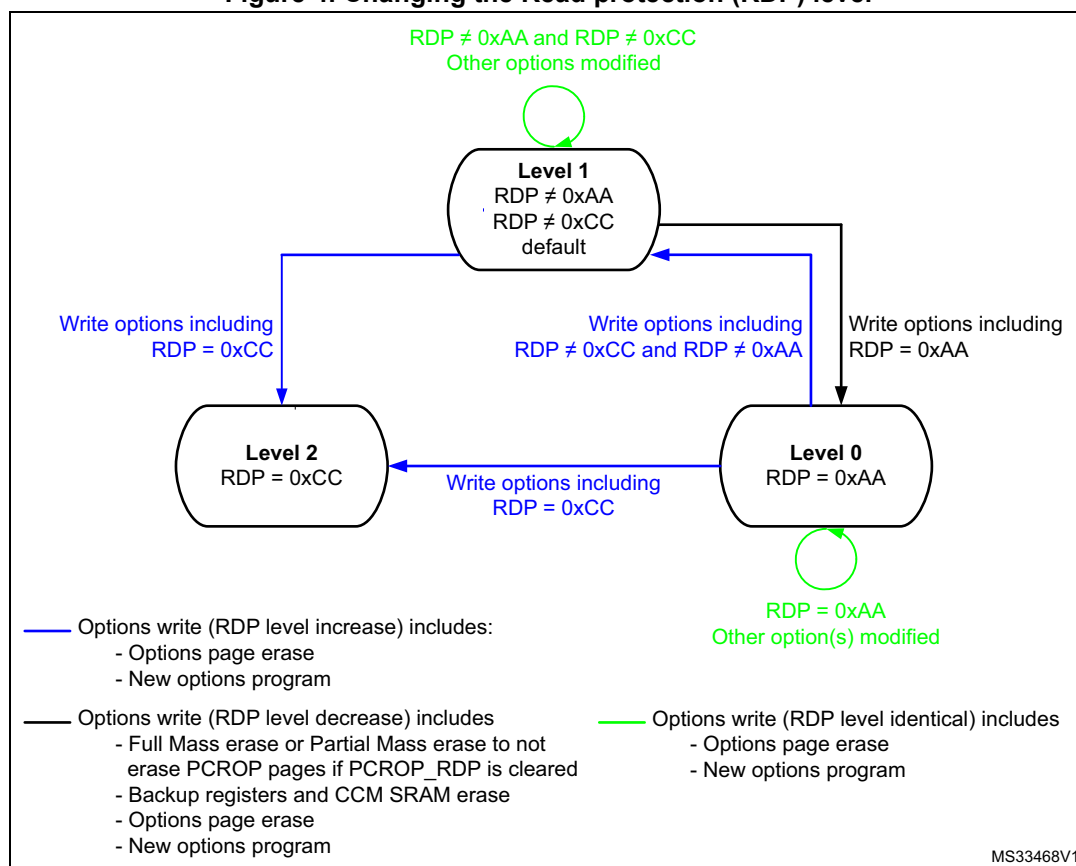 RDP ≠ 0xAA and RDP ≠ 0xCC
Other options modified
Level 1
RDP ≠ 0xAA
RDP ≠ 0xCC
default
Write options including
RDP = 0xCC
Write options including
RDP ≠ 0xCC and RDP ≠ 0xAA
Write options including
RDP = 0xAA
Level 2
RDP = 0xCC
Level 0
RDP = 0xAA
Write options including
RDP = 0xCC
RDP = 0xAA
Other option(s) modified
Options write (RDP level increase) includes:
- Options page erase
- New options program
Options write (RDP level decrease) includes
- Full Mass erase or Partial Mass erase to not
erase PCROP pages if PCROP_RDP is cleared
- Backup registers and CCM SRAM erase
- Options page erase
- New options program
Options write (RDP level identical) includes
- Options page erase
- New options program
MS33468V1